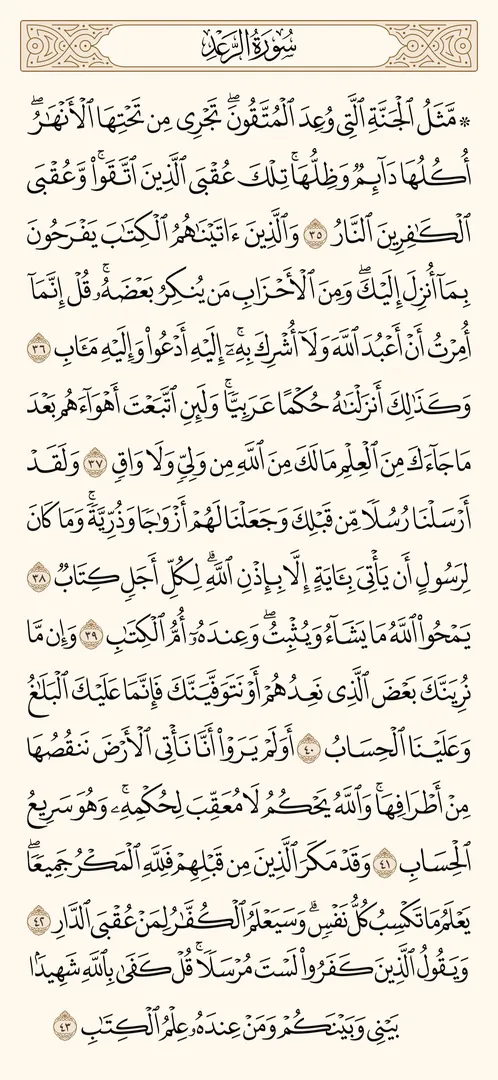 سُورَةُ الرَّعْدِ
۞ مَّثَلُ ٱلْجَنَّةِ ٱلَّتِى وُعِدَ ٱلْمُتَّقُونَ ۖ تَجْرِى مِن تَحْتِهَا ٱلْأَنْهَٰرُ ۖ
أُكُلُهَا دَآئِمٌ وَظِلُّهَا ۚ تِلْكَ عُقْبَى ٱلَّذِينَ ٱتَّقَوا۟ ۖ وَّعُقْبَى
ٱلْكَٰفِرِينَ ٱلنَّارُ ٣٥ وَٱلَّذِينَ ءَاتَيْنَٰهُمُ ٱلْكِتَٰبَ يَفْرَحُونَ
بِمَآ أُنزِلَ إِلَيْكَ ۖ وَمِنَ ٱلْأَحْزَابِ مَن يُنكِرُ بَعْضَهُۥ ۚ قُلْ إِنَّمَآ
أُمِرْتُ أَنْ أَعْبُدَ ٱللَّهَ وَلَآ أُشْرِكَ بِهِۦٓ ۚ إِلَيْهِ أَدْعُوا۟ وَإِلَيْهِ مَـَٔابِ ٣٦
وَكَذَٰلِكَ أَنزَلْنَٰهُ حُكْمًا عَرَبِيًّا ۚ وَلَئِنِ ٱتَّبَعْتَ أَهْوَآءَهُم بَعْدَ
مَا جَآءَكَ مِنَ ٱلْعِلْمِ مَا لَكَ مِنَ ٱللَّهِ مِن وَلِىٍّ وَلَا وَاقٍ ٣٧ وَلَقَدْ
أَرْسَلْنَا رُسُلًا مِّن قَبْلِكَ وَجَعَلْنَا لَهُمْ أَزْوَٰجًا وَذُرِّيَّةً ۚ وَمَا كَانَ
لِرَسُولٍ أَن يَأْتِىَ بِـَٔايَةٍ إِلَّا بِإِذْنِ ٱللَّهِ ۗ لِكُلِّ أَجَلٍ كِتَابٌ ٣٨
يَمْحُوا۟ ٱللَّهُ مَا يَشَآءُ وَيُثْبِتُ ۖ وَعِندَهُۥٓ أُمُّ ٱلْكِتَٰبِ ٣٩ وَإِن مَّا
نُرِيَنَّكَ بَعْضَ ٱلَّذِى نَعِدُهُمْ أَوْ نَتَوَفَّيَنَّكَ فَإِنَّمَا عَلَيْكَ ٱلْبَلَٰغُ
وَعَلَيْنَا ٱلْحِسَابُ ٤٠ أَوَلَمْ يَرَوْا۟ أَنَّا نَأْتِى ٱلْأَرْضَ نَنقُصُهَا
مِنْ أَطْرَافِهَا ۚ وَٱللَّهُ يَحْكُمُ لَا مُعَقِّبَ لِحُكْمِهِۦ ۚ وَهُوَ سَرِيعُ
ٱلْحِسَابِ ٤١ وَقَدْ مَكَرَ ٱلَّذِينَ مِن قَبْلِهِمْ فَلِلَّهِ ٱلْمَكْرُ جَمِيعًا ۖ
يَعْلَمُ مَا تَكْسِبُ كُلُّ نَفْسٍ ۗ وَسَيَعْلَمُ ٱلْكُفَّٰرُ لِمَنْ عُقْبَى ٱلدَّارِ ٤٢
وَيَقُولُ ٱلَّذِينَ كَفَرُوا۟ لَسْتَ مُرْسَلًا ۚ قُلْ كَفَىٰ بِٱللَّهِ شَهِيدًۢا
بَيْنِى وَبَيْنَكُمْ وَمَنْ عِندَهُۥ عِلْمُ ٱلْكِتَٰبِ ٤٣